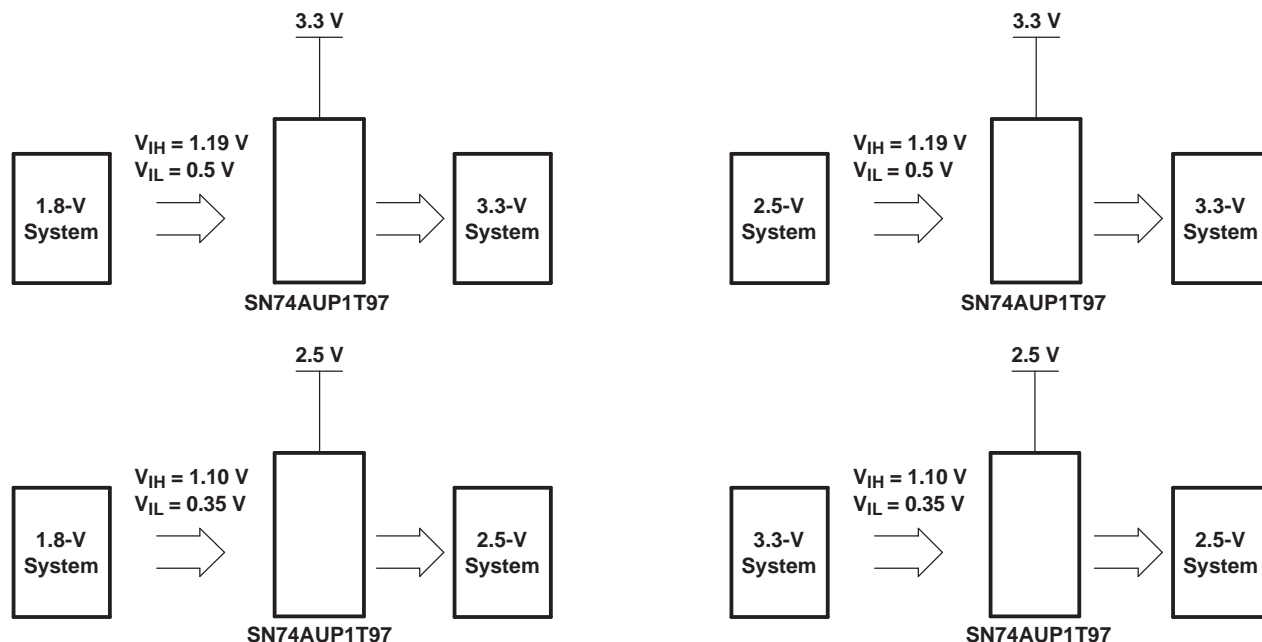 3.3 V
V_IH = 1.19 V
V_IL = 0.5 V
1.8-V
System
3.3-V
System
SN74AUP1T97
3.3 V
V_IH = 1.19 V
V_IL = 0.5 V
2.5-V
System
3.3-V
System
SN74AUP1T97
2.5 V
V_IH = 1.10 V
V_IL = 0.35 V
1.8-V
System
2.5-V
System
SN74AUP1T97
2.5 V
V_IH = 1.10 V
V_IL = 0.35 V
3.3-V
System
2.5-V
System
SN74AUP1T97